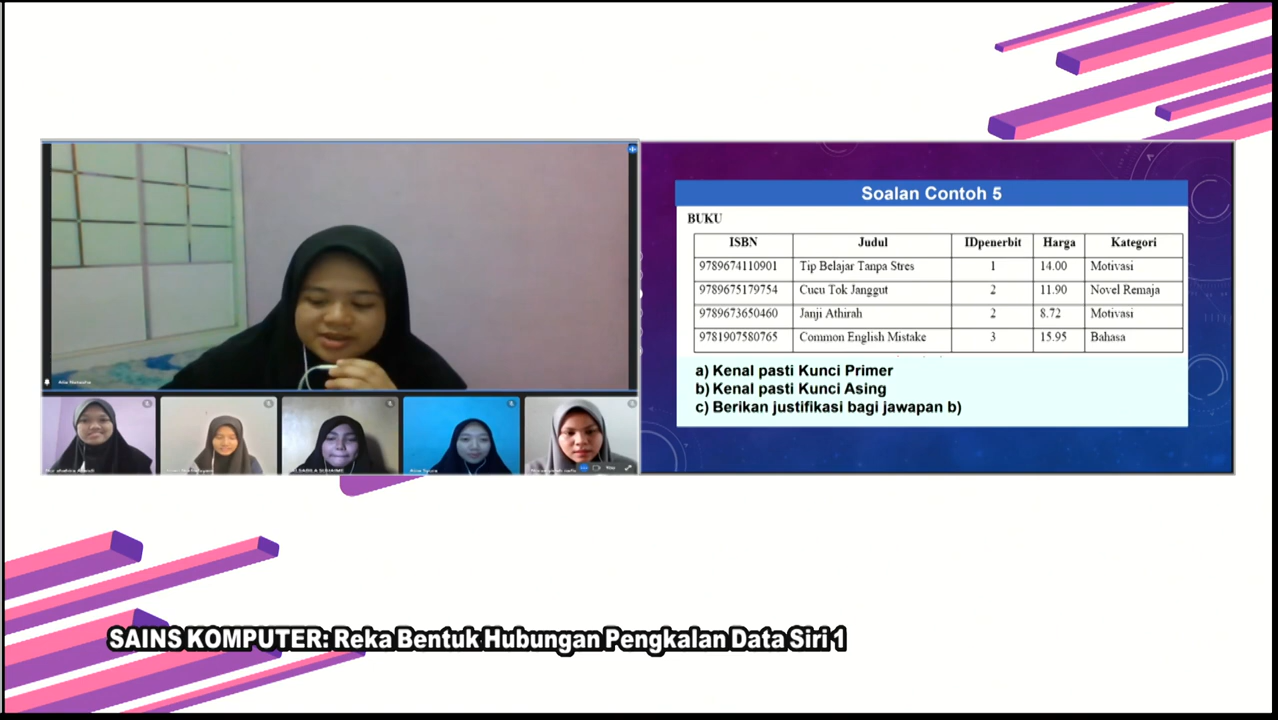 Soalan Contoh 5
BUKU
ISBN Judul IDpenerbit Harga Kategori
9789674110901 Tip Belajar Tanpa Stres 1 14.00 Motivasi
9789675179754 Cucu Tok Janggut 2 11.90 Novel Remaja
9789673650460 Janji Athirah 2 8.72 Motivasi
9781907580765 Common English Mistake 3 15.95 Bahasa
a) Kenal pasti Kunci Primer
b) Kenal pasti Kunci Asing
c) Berikan justifikasi bagi jawapan b)
You
SAINS KOMPUTER: Reka Bentuk Hubungan Pengkalan Data Siri 1